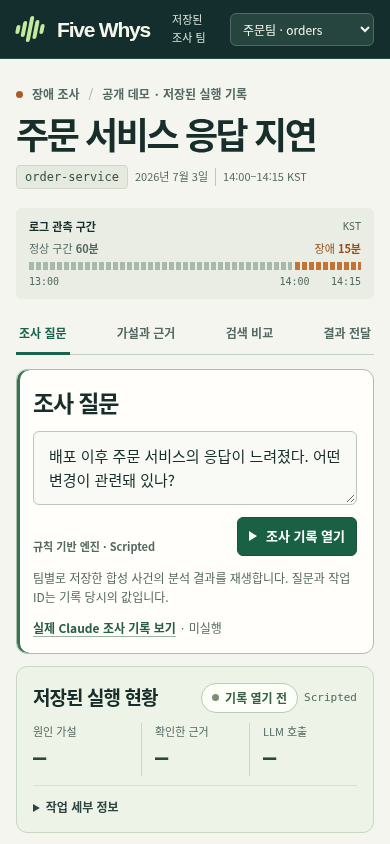 Five Whys
저장된
조사 팀
주문팀 · orders
장애 조사 / 공개 데모 · 저장된 실행 기록
주문 서비스 응답 지연
order-service 2026년 7월 3일 14:00–14:15 KST
로그 관측 구간 KST
정상 구간 60분 장애 15분
13:00 14:00 14:15
조사 질문 가설과 근거 검색 비교 결과 전달
조사 질문
배포 이후 주문 서비스의 응답이 느려졌다. 어떤
변경이 관련돼 있나?
규칙 기반 엔진 · Scripted
조사 기록 열기
팀별로 저장한 합성 사건의 분석 결과를 재생합니다. 질문과 작업
ID는 기록 당시의 값입니다.
실제 Claude 조사 기록 보기 · 미실행
저장된 실행 현황 기록 열기 전 Scripted
원인 가설 확인한 근거 LLM 호출
– – –
작업 세부 정보